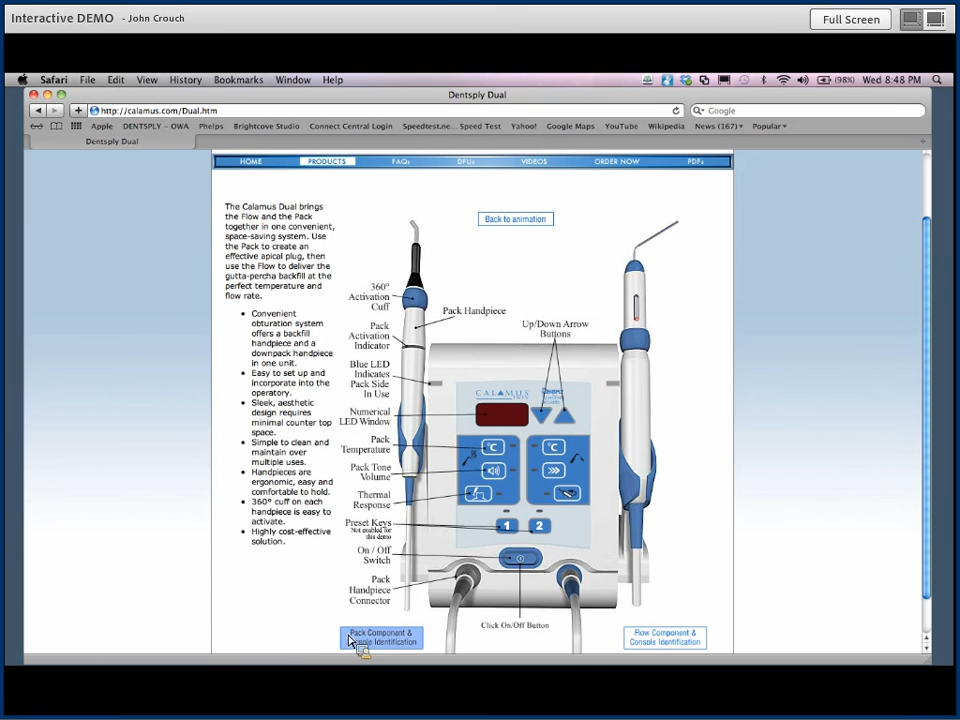 Interactive DEMO - John Crouch
Full Screen
Safari File Edit View History Bookmarks Window Help
(98%) Wed 8:48 PM
Dentsply Dual
http://calamus.com/Dual.htm
Google
Apple DENTSPLY - OWA Phelps Brightcove Studio Connect Central Login Speedtest.ne... Speed Test Yahoo! Google Maps YouTube Wikipedia News (167) Popular
Dentsply Dual
HOME PRODUCTS FAQs DFUs VIDEOS ORDER NOW PDFs
The Calamus Dual brings
the Flow and the Pack
together in one convenient,
space-saving system. Use
the Pack to create an
effective apical plug, then
use the Flow to deliver the
gutta-percha backfill at the
perfect temperature and
flow rate.
• Convenient
obturation system
offers a backfill
handpiece and a
downpack handpiece
in one unit.
• Easy to set up and
incorporate into the
operatory.
• Sleek, aesthetic
design requires
minimal counter top
space.
• Simple to clean and
maintain over
multiple uses.
• Handpieces are
ergonomic, easy and
comfortable to hold.
• 360° cuff on each
handpiece is easy to
activate.
• Highly cost-effective
solution.
Back to animation
360°
Activation
Cuff
Pack Handpiece
Pack
Activation
Indicator
Up/Down Arrow
Buttons
Blue LED
Indicates
Pack Side
In Use
CALAMUS
Numerical
LED Window
Pack
Temperature
°C °C
Pack Tone
Volume
Thermal
Response
Preset Keys
Not enabled for
this demo
1 2
On / Off
Switch
Pack
Handpiece
Connector
Click On/Off Button
Pack Component &
Console Identification
Flow Component &
Console Identification